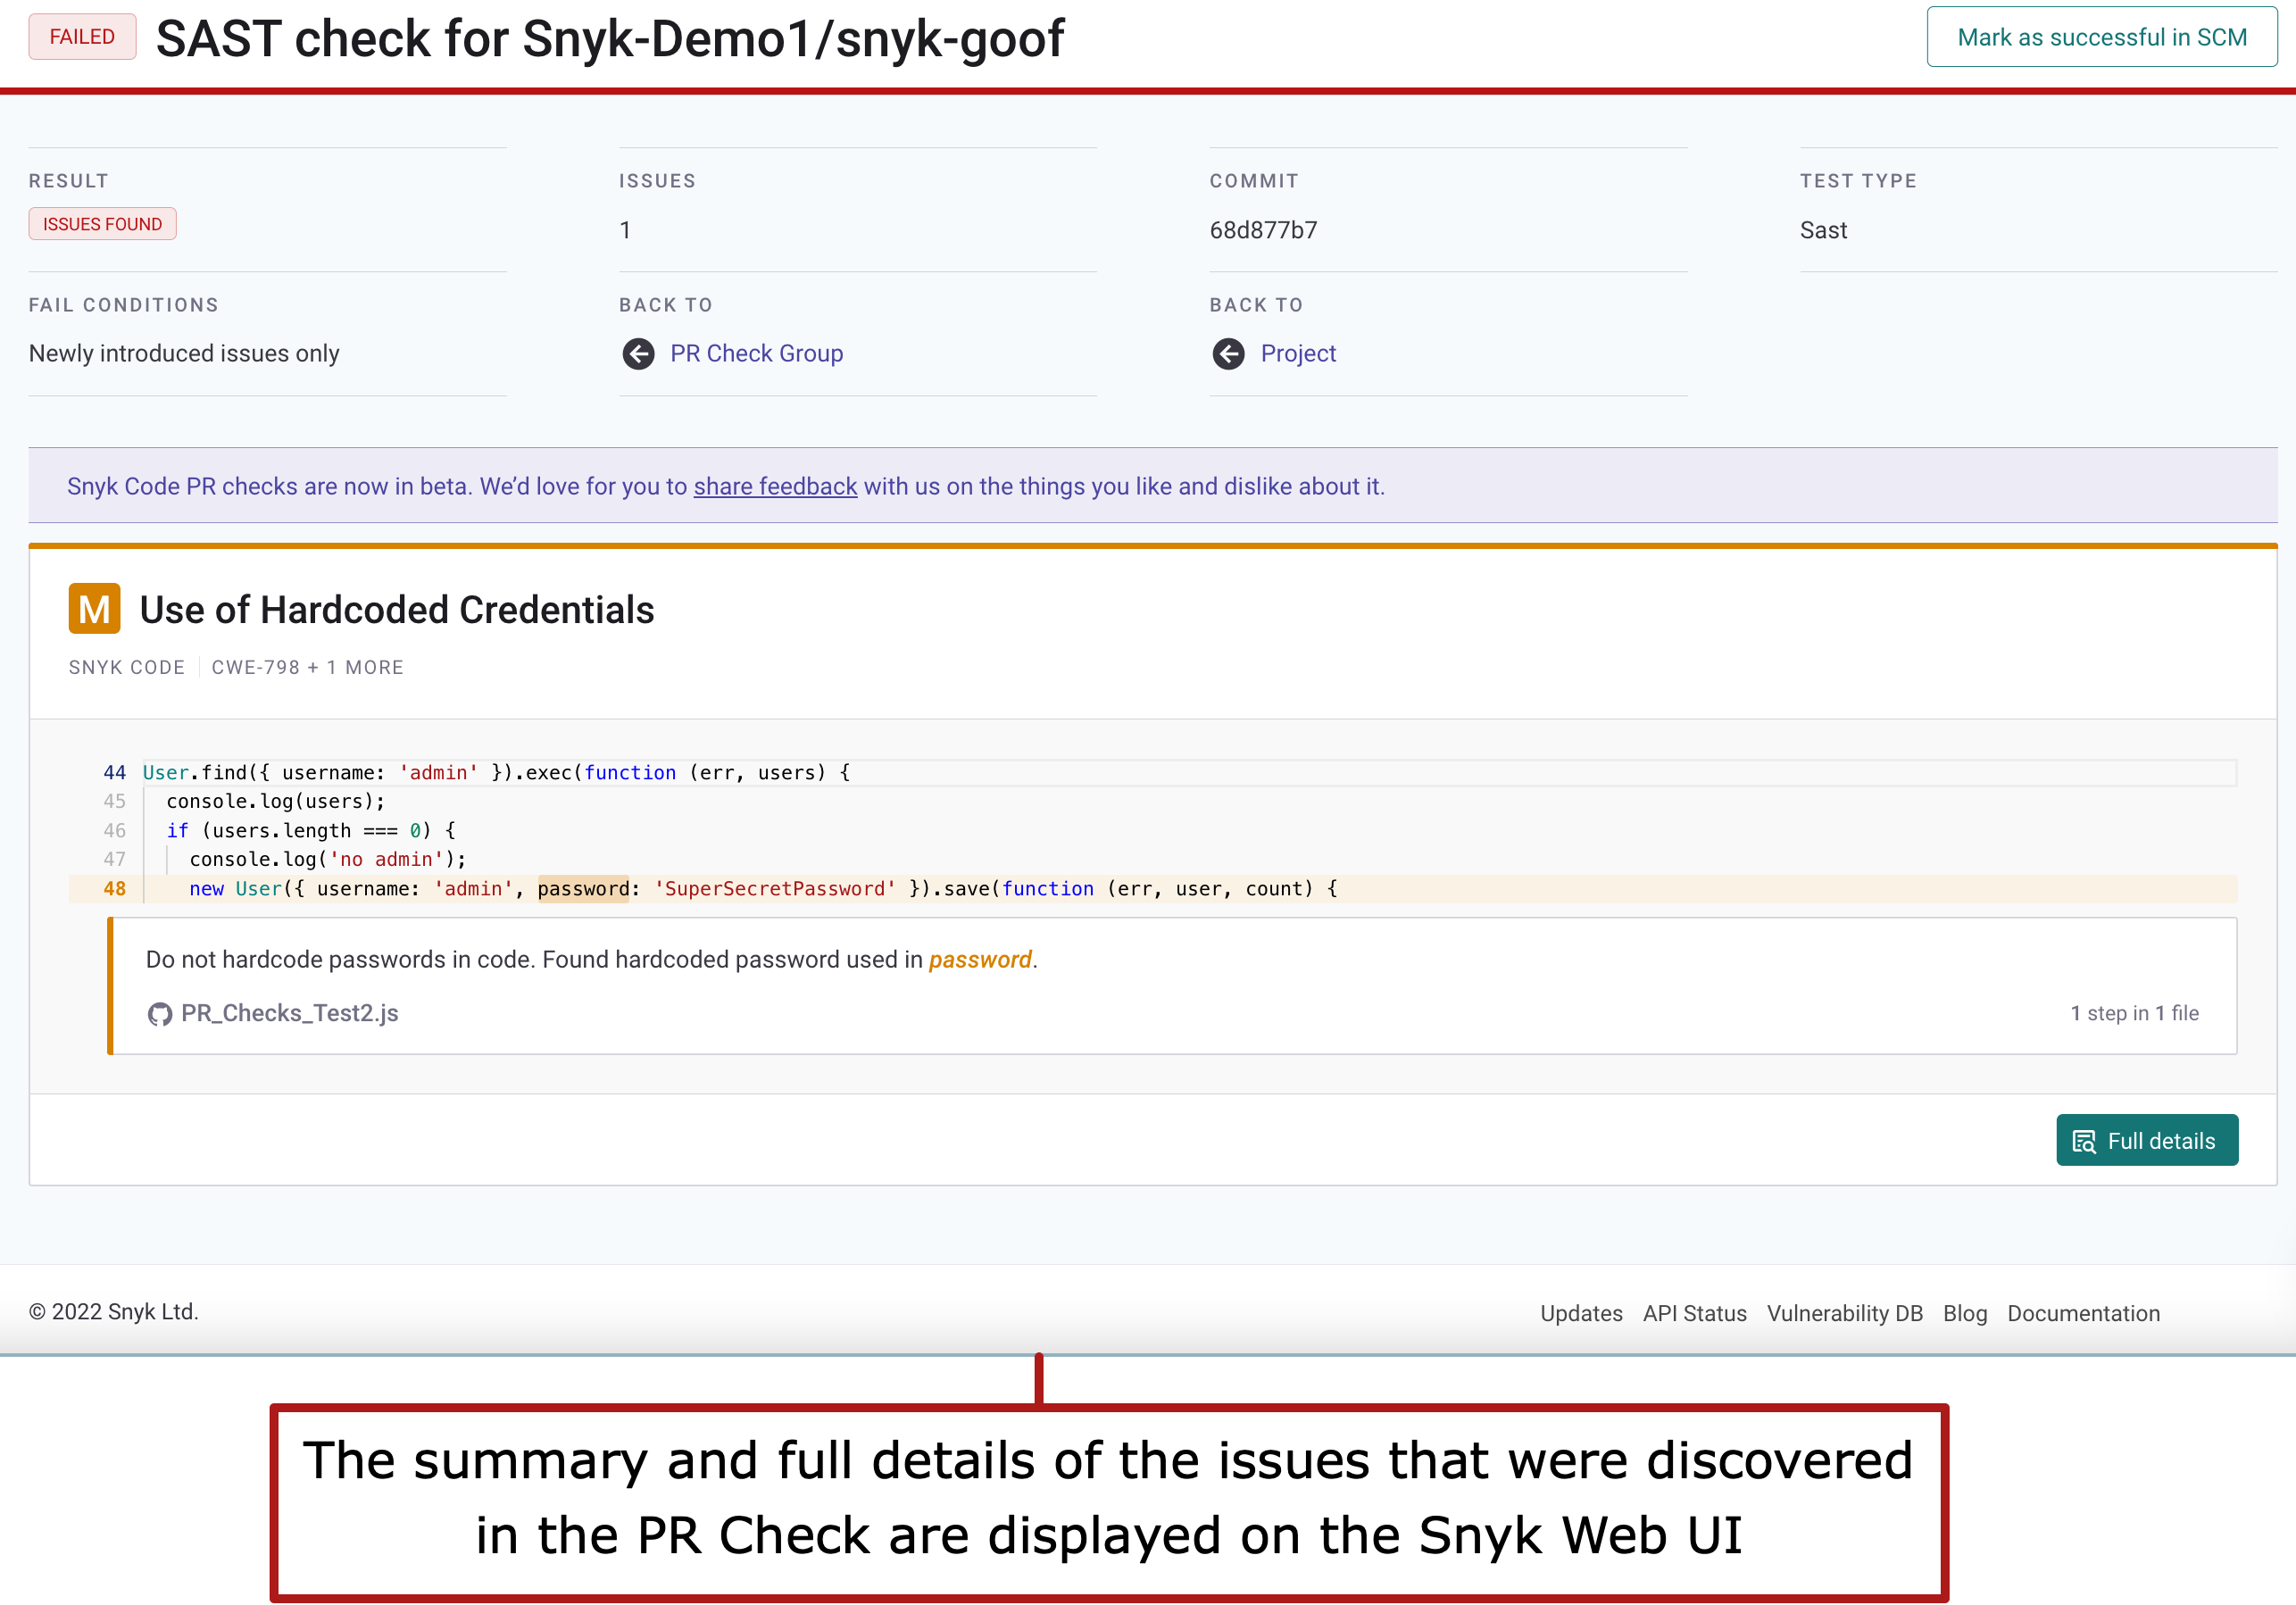 FAILED SAST check for Snyk-Demo1/snyk-goof Mark as successful in SCM
RESULT ISSUES COMMIT TEST TYPE
ISSUES FOUND 1 68d877b7 Sast
FAIL CONDITIONS BACK TO BACK TO
Newly introduced issues only PR Check Group Project
Snyk Code PR checks are now in beta. We’d love for you to share feedback with us on the things you like and dislike about it.
M Use of Hardcoded Credentials
SNYK CODE CWE-798 + 1 MORE
44 User.find({ username: 'admin' }).exec(function (err, users) {
45 console.log(users);
46 if (users.length === 0) {
47 console.log('no admin');
48 new User({ username: 'admin', password: 'SuperSecretPassword' }).save(function (err, user, count) {
Do not hardcode passwords in code. Found hardcoded password used in password.
PR_Checks_Test2.js 1 step in 1 file
Full details
© 2022 Snyk Ltd. Updates API Status Vulnerability DB Blog Documentation
The summary and full details of the issues that were discovered
in the PR Check are displayed on the Snyk Web UI